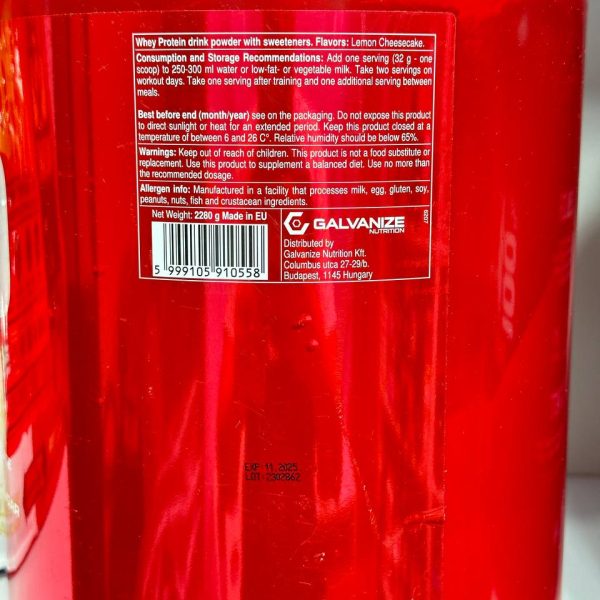 Whey Protein drink powder with sweeteners. Flavors: Lemon Cheesecake.
Consumption and Storage Recommendations: Add one serving (32 g - one
scoop) to 250-300 ml water or low-fat- or vegetable milk. Take two servings on
workout days. Take one serving after training and one additional serving between
meals.
Best before end (month/year) see on the packaging. Do not expose this product
to direct sunlight or heat for an extended period. Keep this product closed at a
temperature of between 6 and 26 C°. Relative humidity should be below 65%.
Warnings: Keep out of reach of children. This product is not a food substitute or
replacement. Use this product to supplement a balanced diet. Use no more than
the recommended dosage.
Allergen info: Manufactured in a facility that processes milk, egg, gluten, soy,
peanuts, nuts, fish and crustacean ingredients.
Net Weight: 2280 g Made in EU
5 999105 910558
GALVANIZE
NUTRITION
Distributed by
Galvanize Nutrition Kft.
Columbus utca 27-29/b.
Budapest, 1145 Hungary
EXP 11 2025
LOT: 2302862